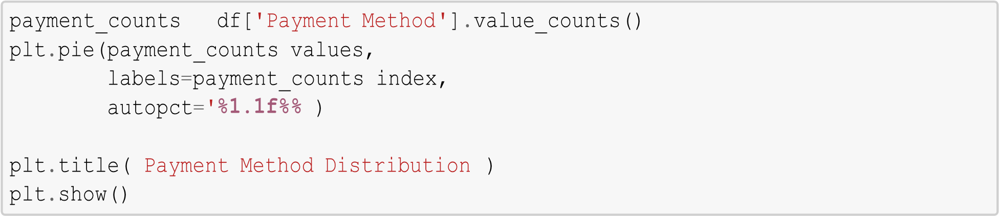 payment_counts   df['Payment Method'].value_counts()
plt.pie(payment_counts values,
        labels=payment_counts index,
        autopct='%1.1f%% )

plt.title( Payment Method Distribution )
plt.show()